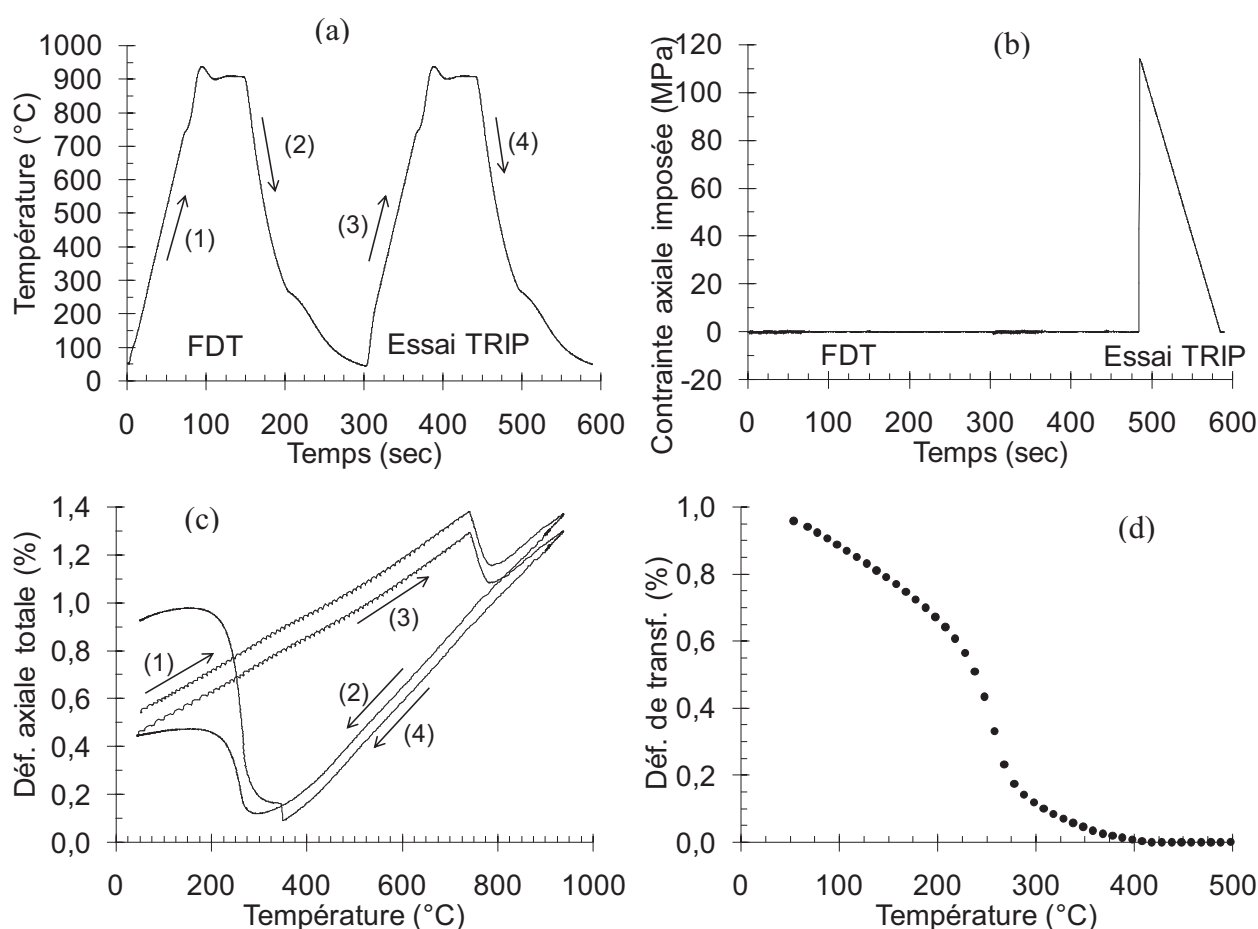 (a)
1000
900
800
700
600
500
400
300
200
100
0
Température (°C)
(1)
(2)
(3)
(4)
FDT
Essai TRIP
0 100 200 300 400 500 600
Temps (sec)
(b)
120
100
80
60
40
20
0
-20
Contrainte axiale imposée (MPa)
FDT
Essai TRIP
0 100 200 300 400 500 600
Temps (sec)
(c)
1,4
1,2
1,0
0,8
0,6
0,4
0,2
0,0
Déf. axiale totale (%)
(1)
(3)
(2)
(4)
0 200 400 600 800 1000
Température (°C)
(d)
1,0
0,8
0,6
0,4
0,2
0,0
Déf. de transf. (%)
0 100 200 300 400 500
Température (°C)